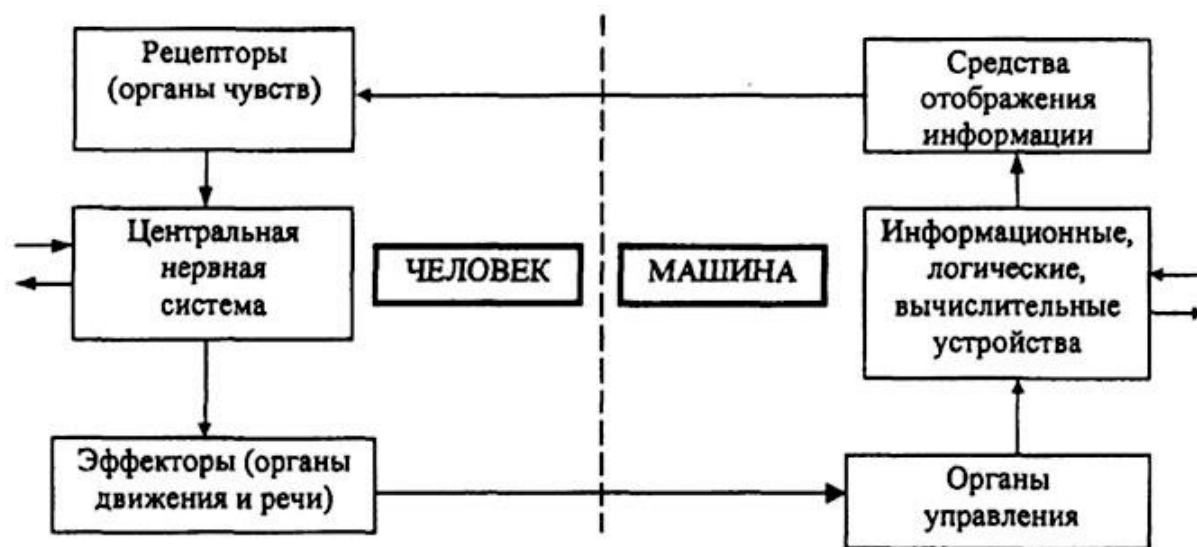 Рецепторы
(органы чувств)
Средства
отображения
информации
Центральная
нервная
система
ЧЕЛОВЕК
МАШИНА
Информационные,
логические,
вычислительные
устройства
Эффекторы (органы
движения и речи)
Органы
управления